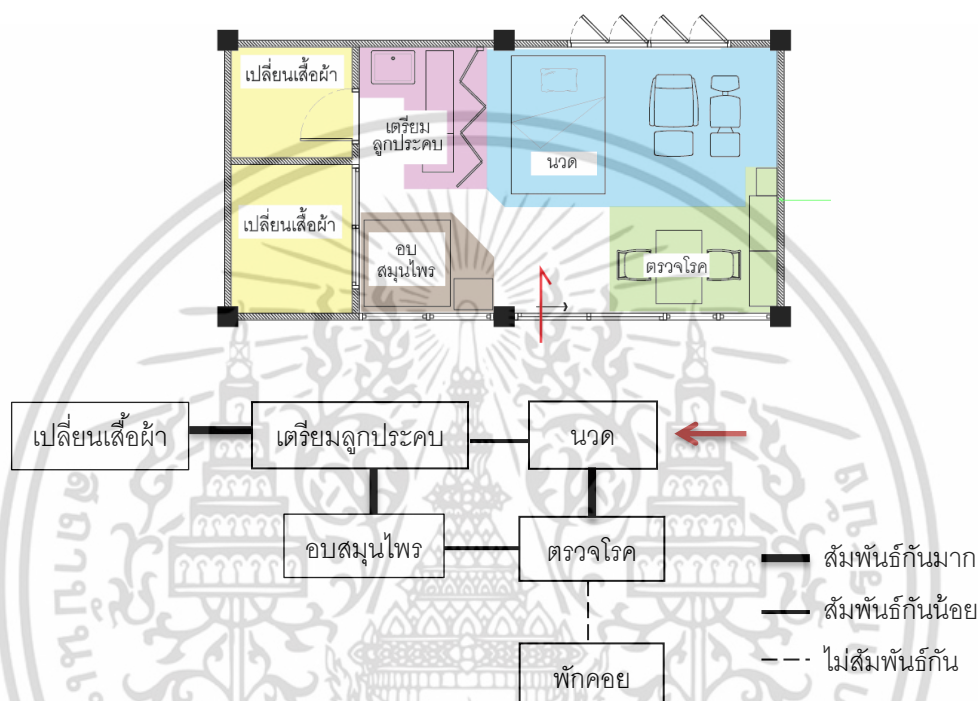 เปลี่ยนเสื้อผ้า
เตรียม
ลูกประคบ
นวด
เปลี่ยนเสื้อผ้า
อบ
สมุนไพร
ตรวจโรค
เปลี่ยนเสื้อผ้า
เตรียมลูกประคบ
นวด
อบสมุนไพร
ตรวจโรค
พักคอย
สัมพันธ์กันมาก
สัมพันธ์กันน้อย
ไม่สัมพันธ์กัน